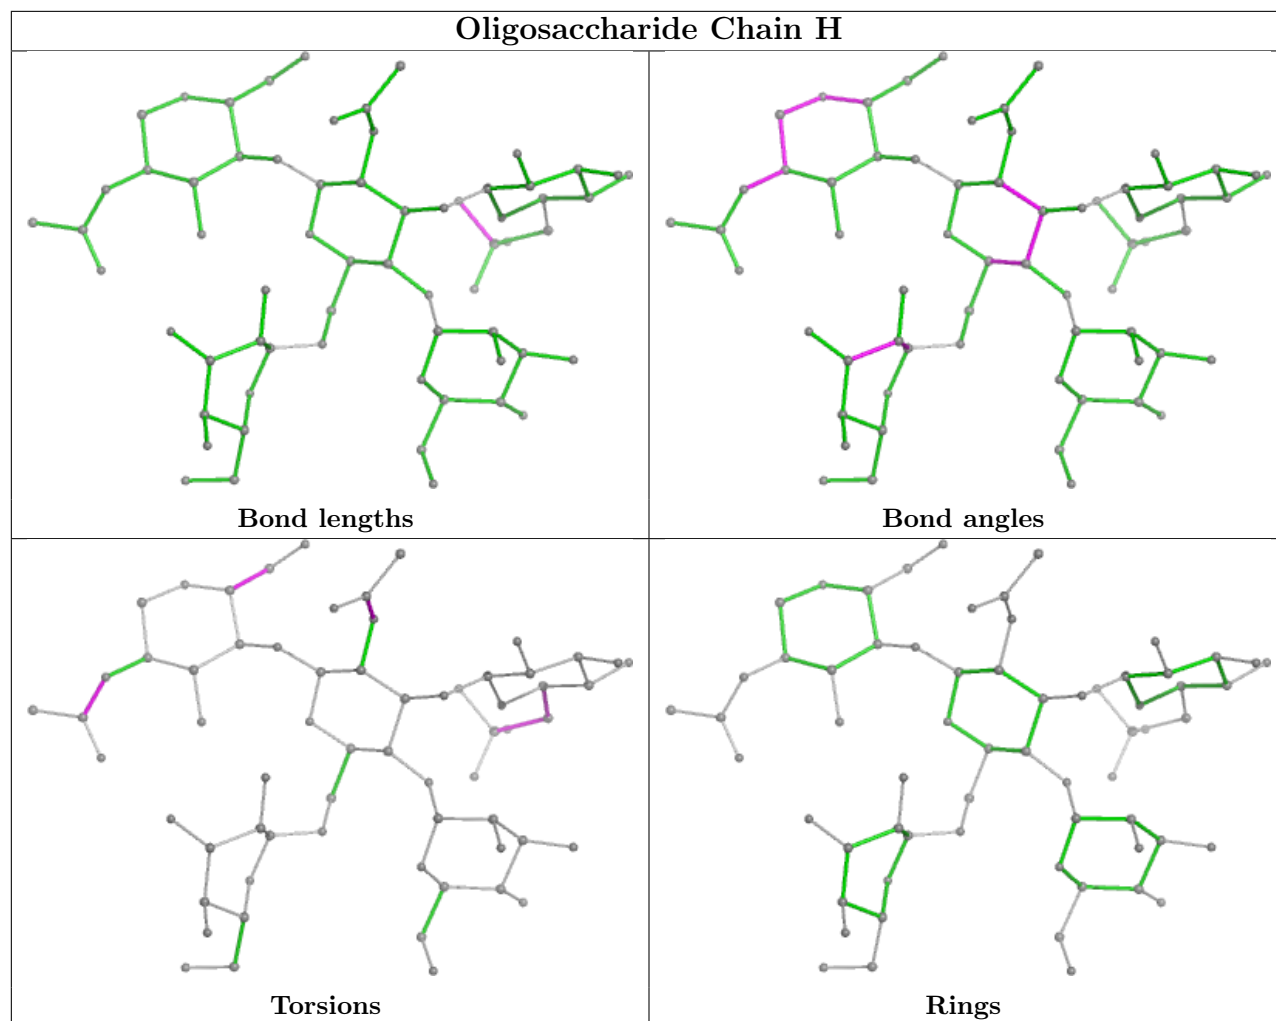 Oligosaccharide Chain H
Bond lengths
Bond angles
Torsions
Rings